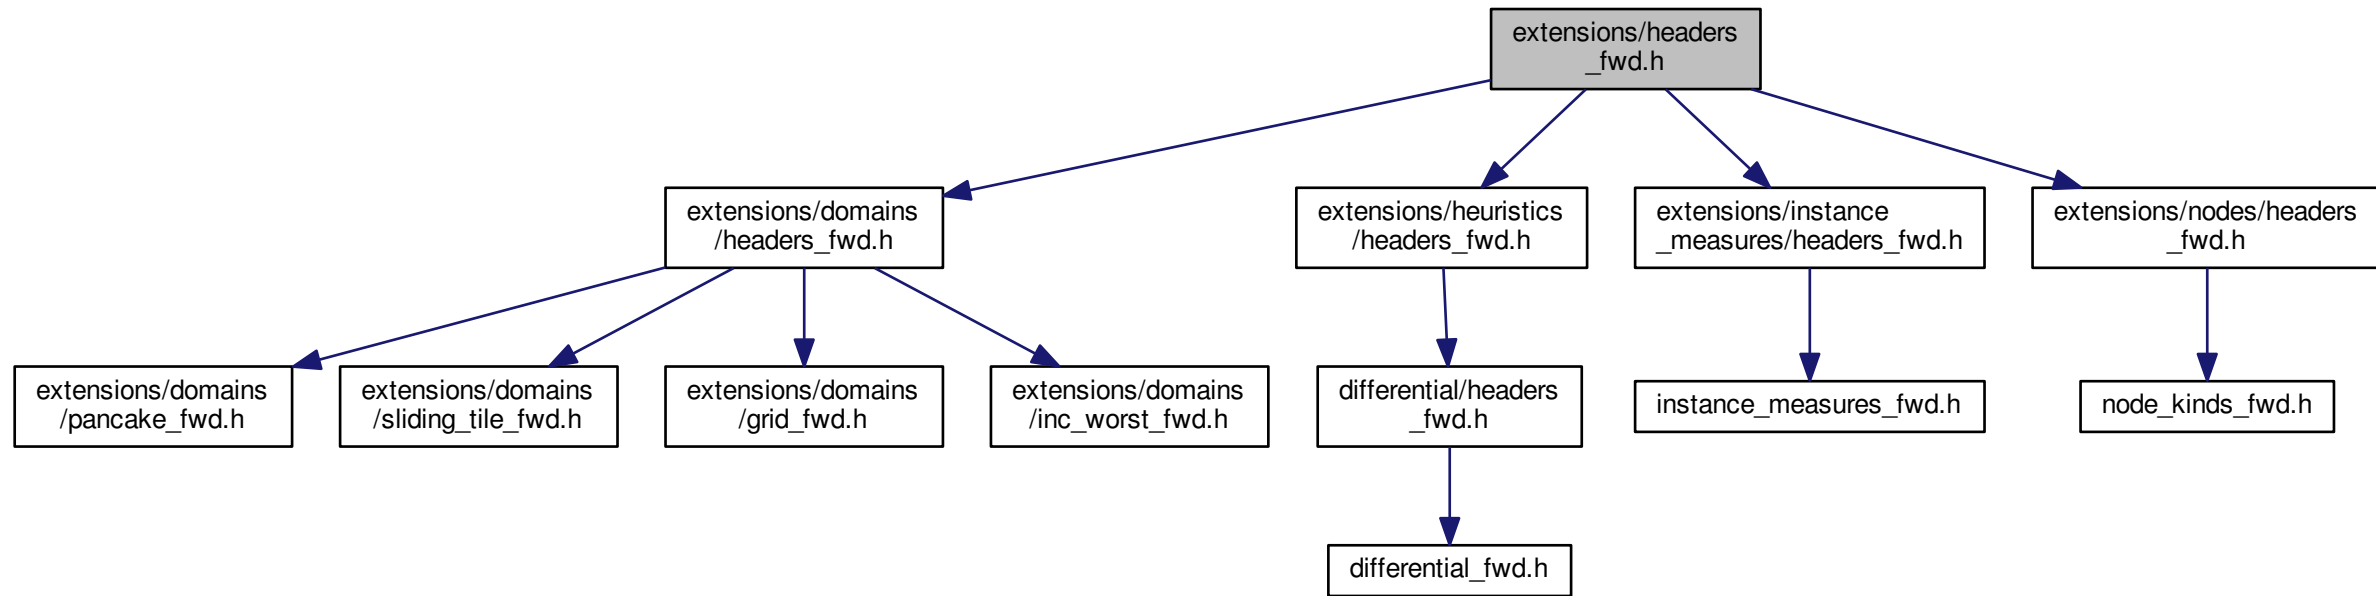 extensions/headers
_fwd.h
extensions/domains
/headers_fwd.h
extensions/heuristics
/headers_fwd.h
extensions/instance
_measures/headers_fwd.h
extensions/nodes/headers
_fwd.h
extensions/domains
/pancake_fwd.h
extensions/domains
/sliding_tile_fwd.h
extensions/domains
/grid_fwd.h
extensions/domains
/inc_worst_fwd.h
differential/headers
_fwd.h
instance_measures_fwd.h
node_kinds_fwd.h
differential_fwd.h